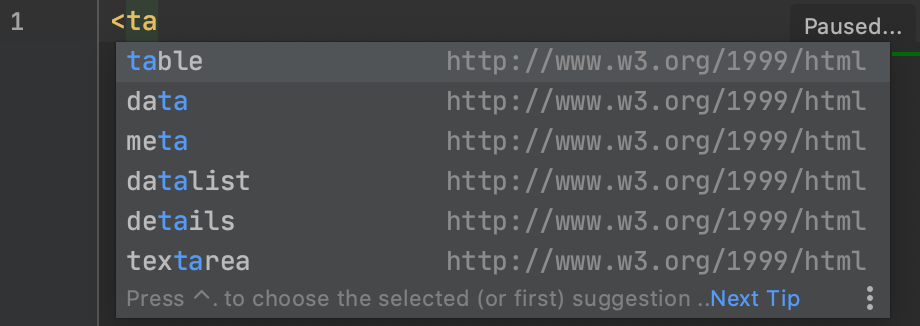 1 <ta
Paused...
table http://www.w3.org/1999/html
data http://www.w3.org/1999/html
meta http://www.w3.org/1999/html
datalist http://www.w3.org/1999/html
details http://www.w3.org/1999/html
textarea http://www.w3.org/1999/html
Press ^. to choose the selected (or first) suggestion .. Next Tip